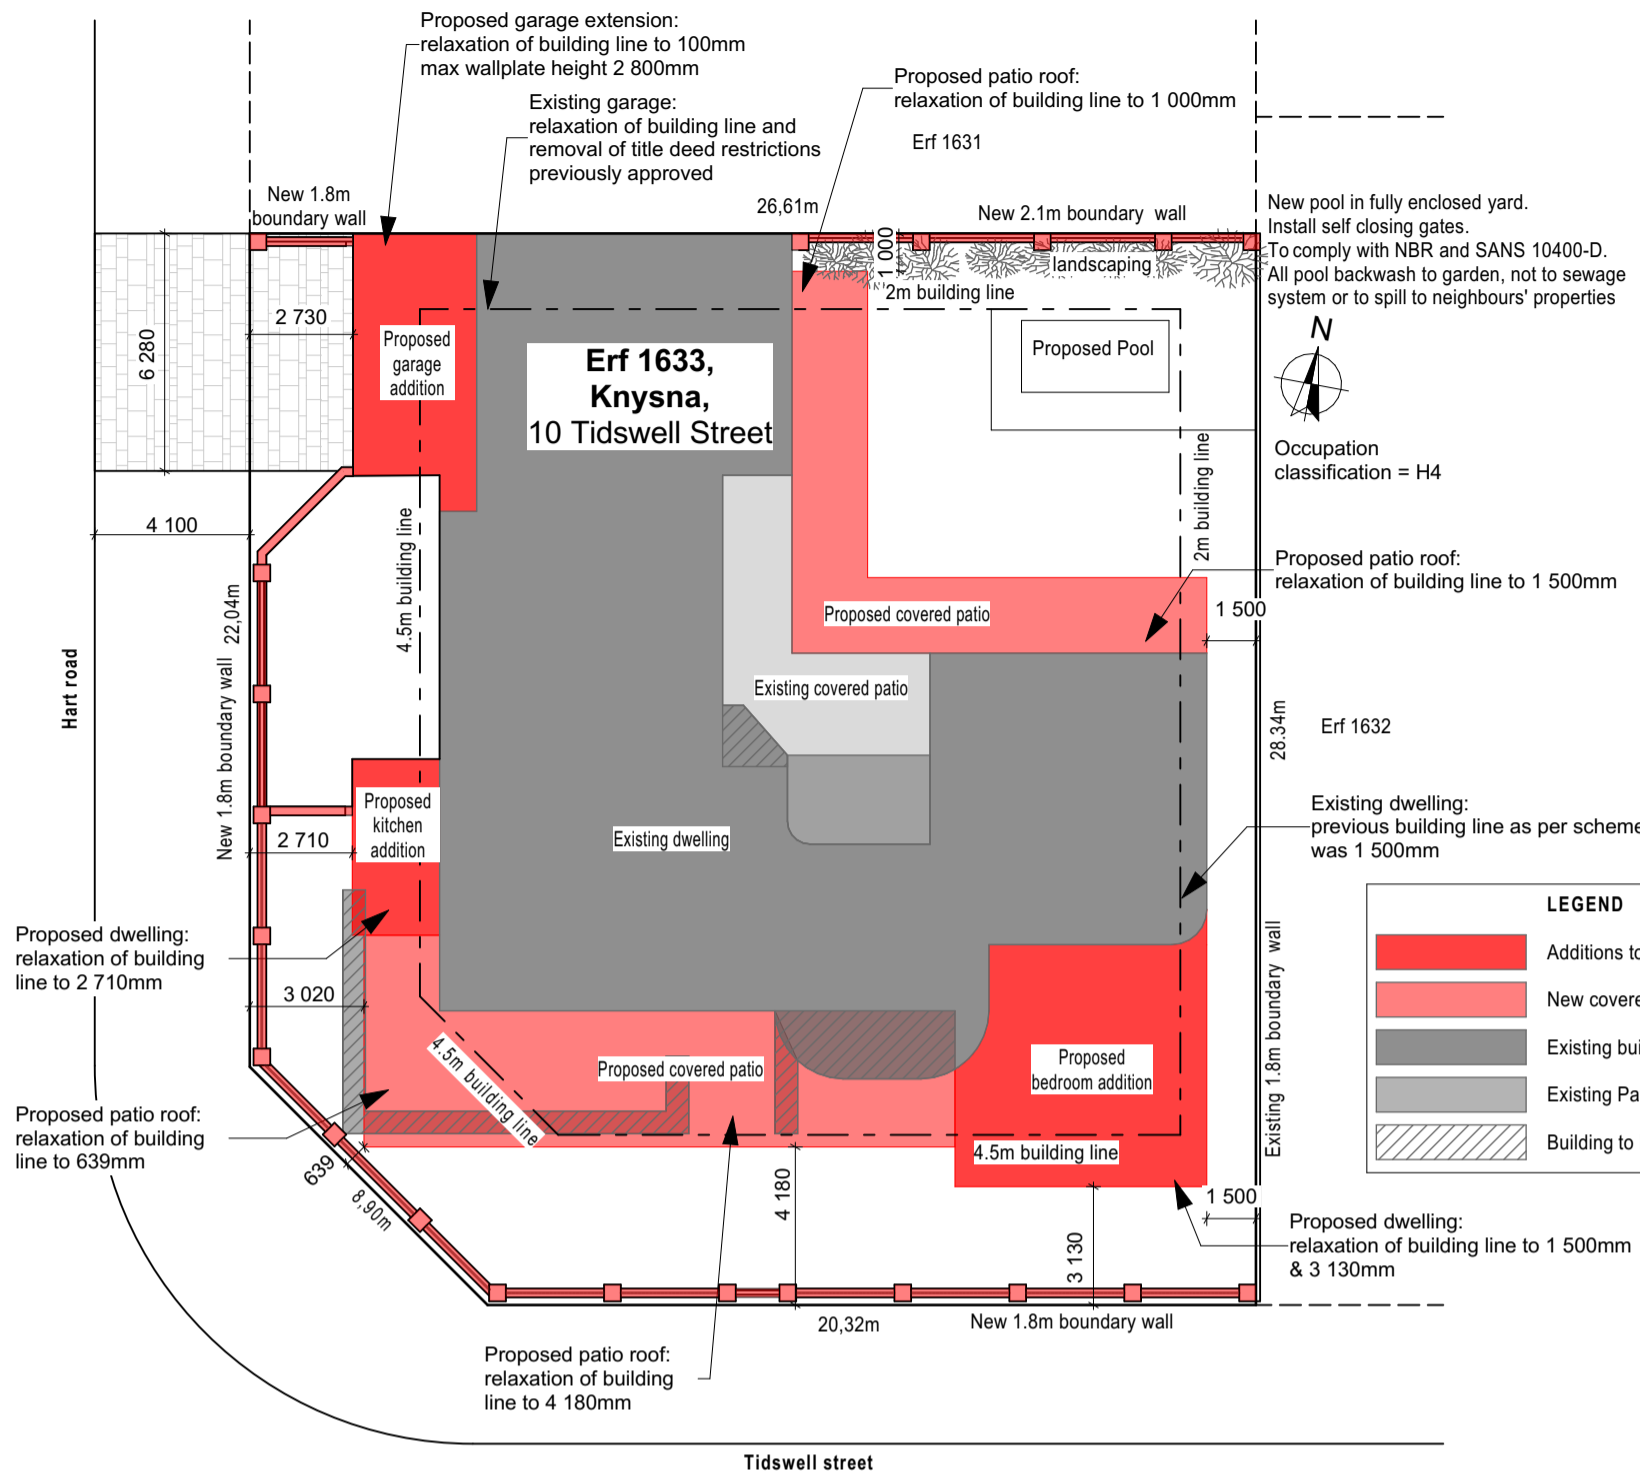 Proposed garage extension:
relaxation of building line to 100mm
max wallplate height 2 800mm
Existing garage:
relaxation of building line and
removal of title deed restrictions
previously approved
Proposed patio roof:
relaxation of building line to 1 000mm
Erf 1631
New 1.8m
boundary wall
26,61m
New 2.1m boundary wall
New pool in fully enclosed yard.
Install self closing gates.
To comply with NBR and SANS 10400-D.
All pool backwash to garden, not to sewage
system or to spill to neighbours' properties
1 000
landscaping
2m building line
2 730
6 280
Proposed
garage
addition
Erf 1633,
Knysna,
10 Tidswell Street
Proposed Pool
N
Occupation
classification = H4
2m building line
4 100
4.5m building line
Proposed patio roof:
relaxation of building line to 1 500mm
1 500
Proposed covered patio
22,04m
New 1.8m boundary wall
Hart road
Existing covered patio
28.34m
Erf 1632
Proposed
kitchen
addition
2 710
Existing dwelling
Existing dwelling:
previous building line as per scheme
was 1 500mm
Proposed dwelling:
relaxation of building
line to 2 710mm
3 020
LEGEND
Additions to
New covere
Existing bui
Existing Pa
Building to
Existing 1.8m boundary wall
4.5m building line
Proposed covered patio
Proposed
bedroom addition
4.5m building line
Proposed patio roof:
relaxation of building
line to 639mm
639
8,90m
4 180
3 130
1 500
Proposed dwelling:
relaxation of building line to 1 500mm
& 3 130mm
20,32m
New 1.8m boundary wall
Proposed patio roof:
relaxation of building
line to 4 180mm
Tidswell street